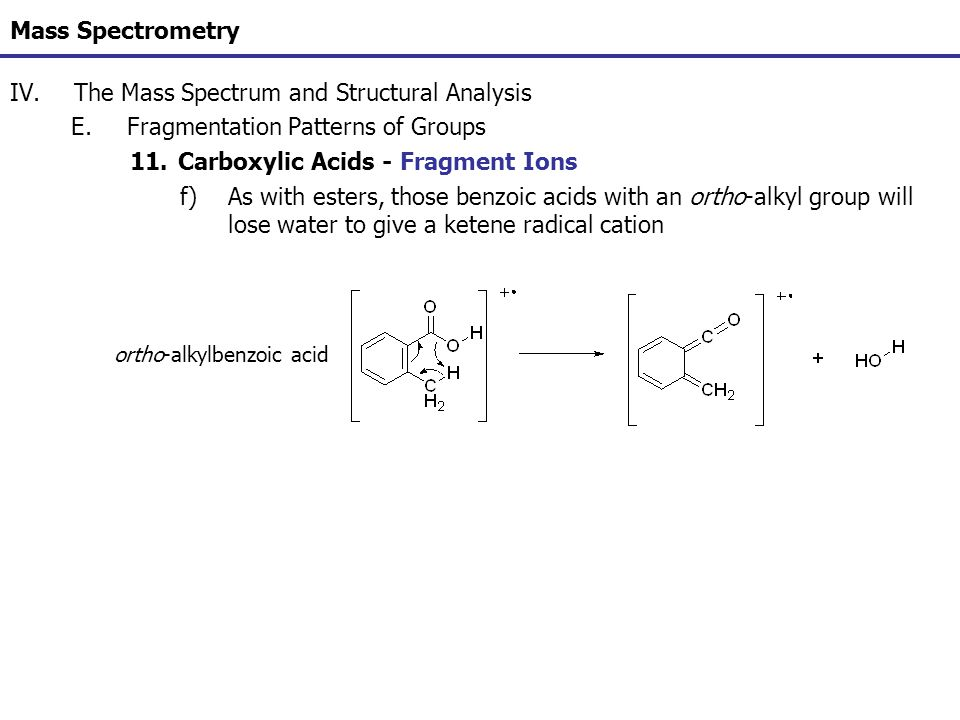 Mass Spectrometry
IV. The Mass Spectrum and Structural Analysis
E. Fragmentation Patterns of Groups
11. Carboxylic Acids - Fragment Ions
f) As with esters, those benzoic acids with an ortho-alkyl group will
lose water to give a ketene radical cation
ortho-alkylbenzoic acid
O
H
O
H
C
H2
+•
O
C
CH2
+•
+
HO
H